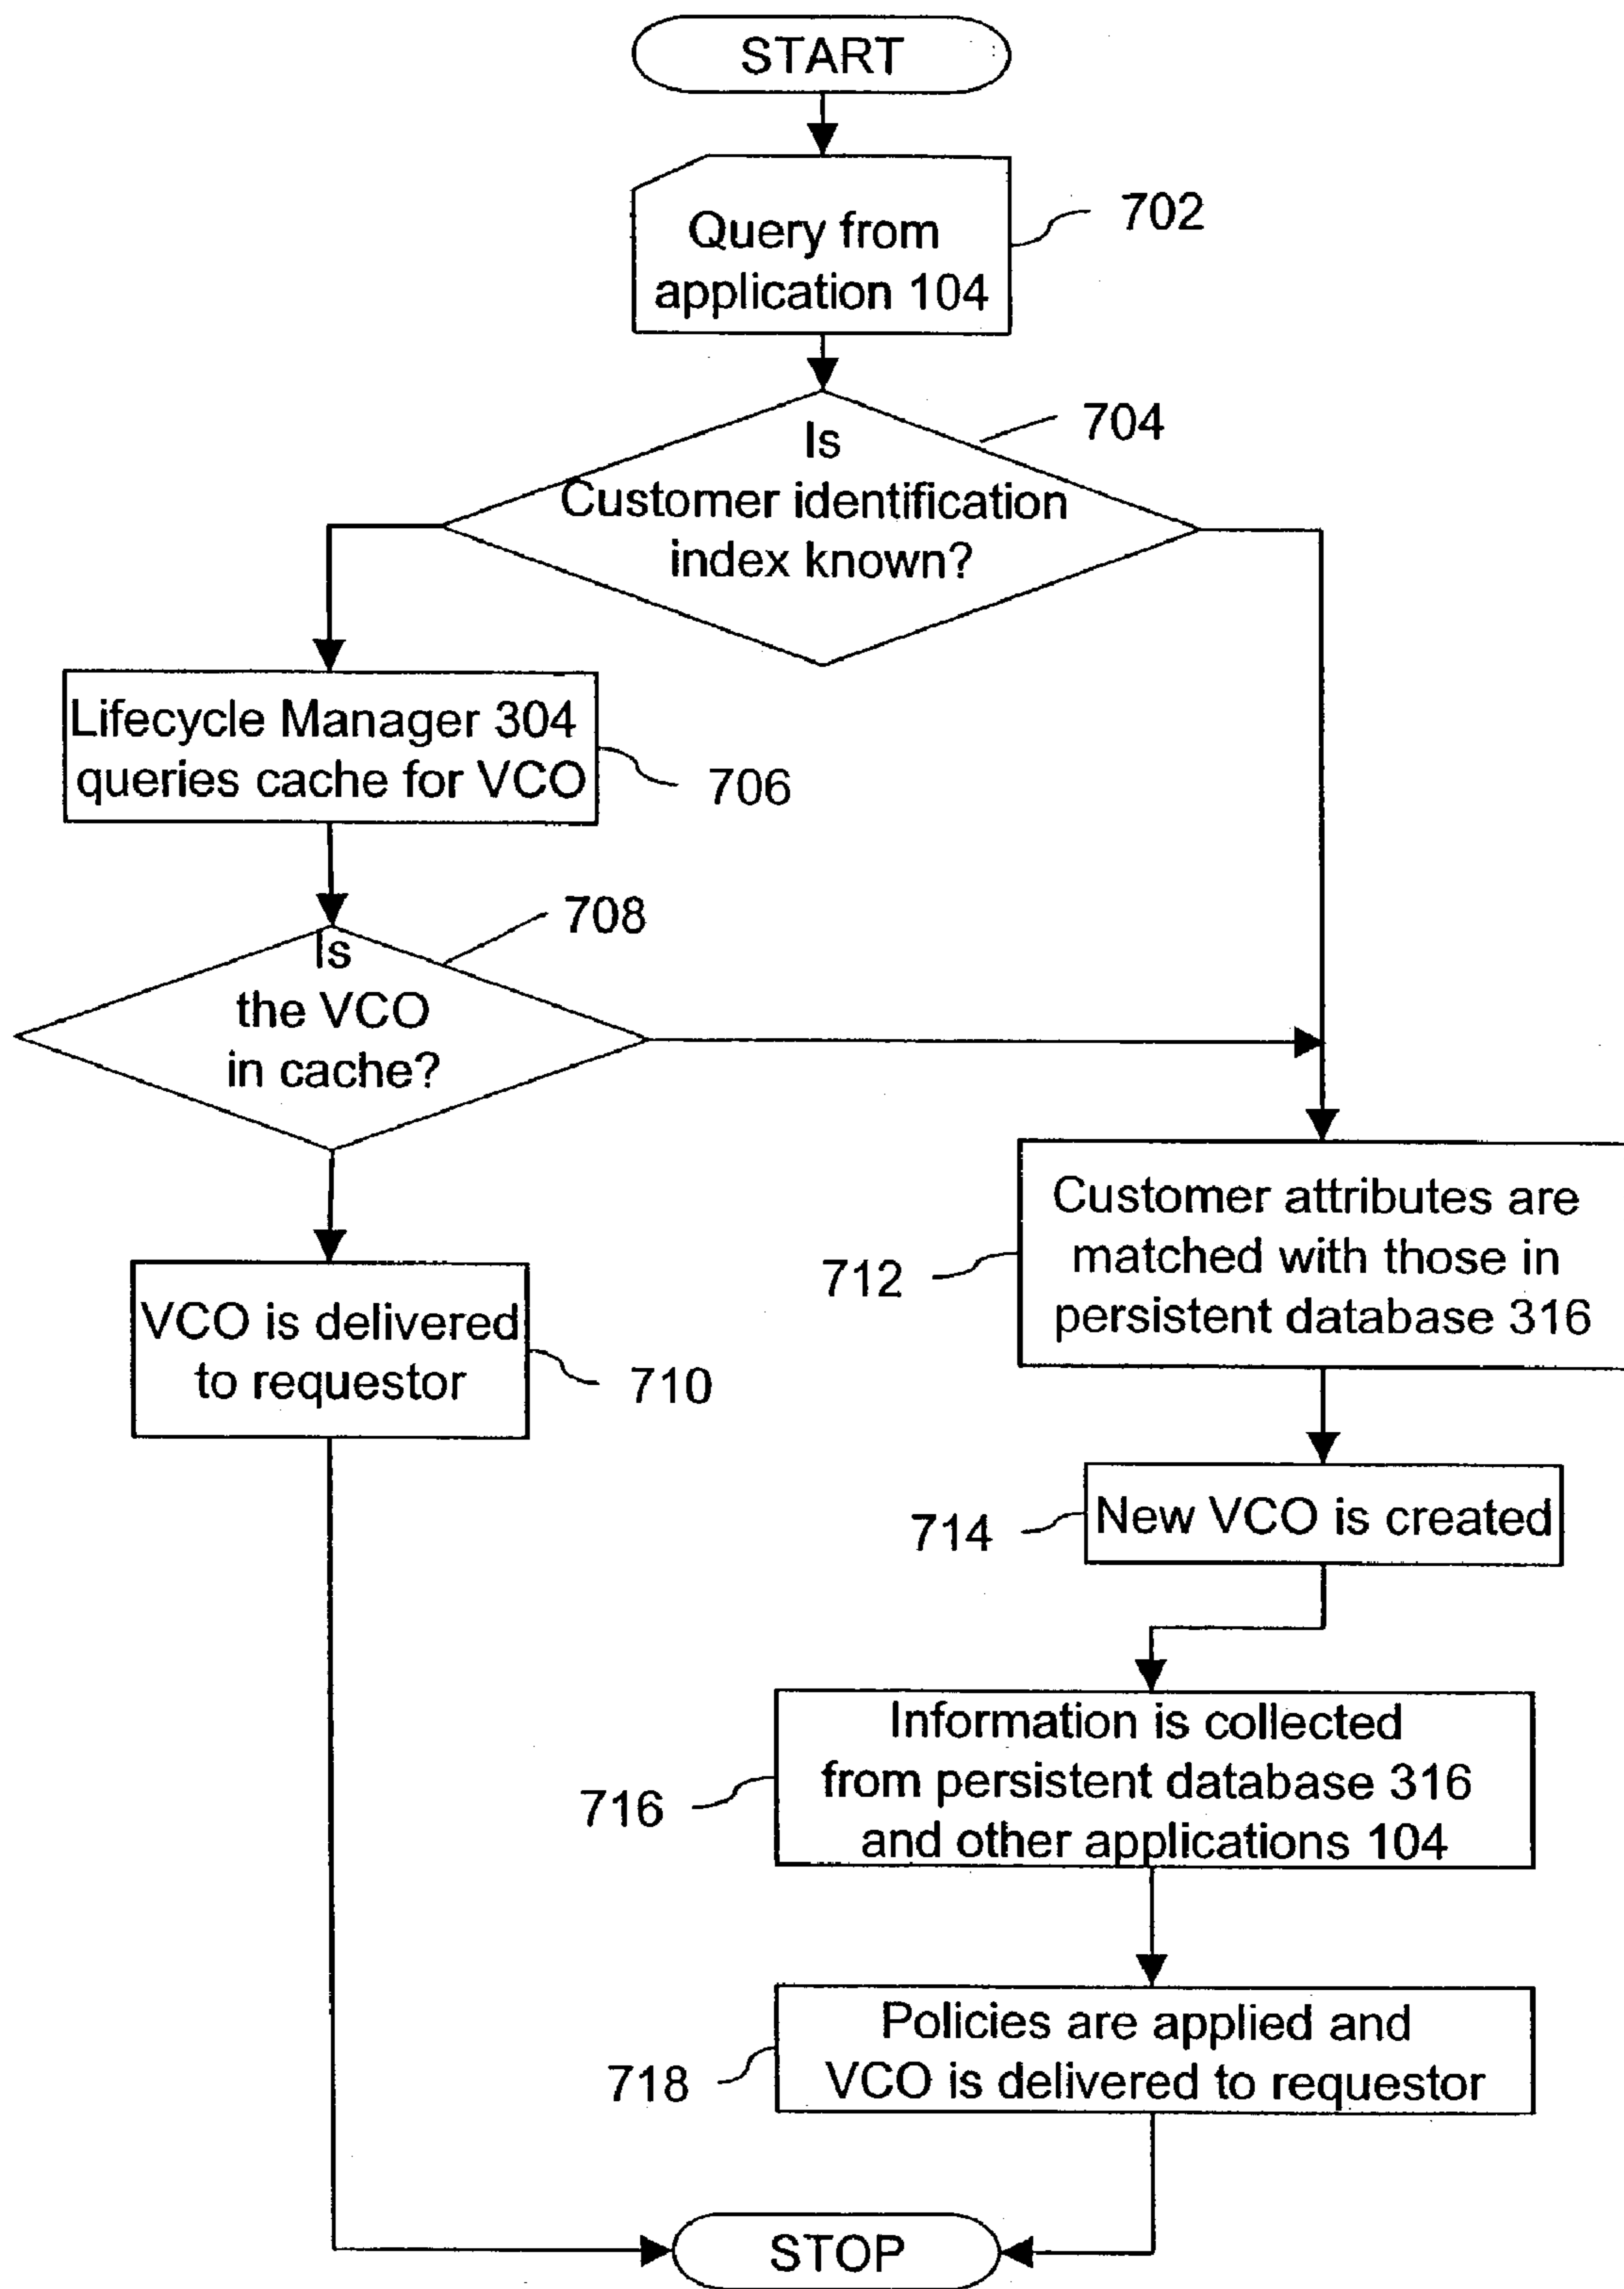 START
Query from
application 104
702
Is
Customer identification
index known?
704
Lifecycle Manager 304
queries cache for VCO
706
Is
the VCO
in cache?
708
VCO is delivered
to requestor
710
Customer attributes are
matched with those in
persistent database 316
712
New VCO is created
714
Information is collected
from persistent database 316
and other applications 104
716
Policies are applied and
VCO is delivered to requestor
718
STOP